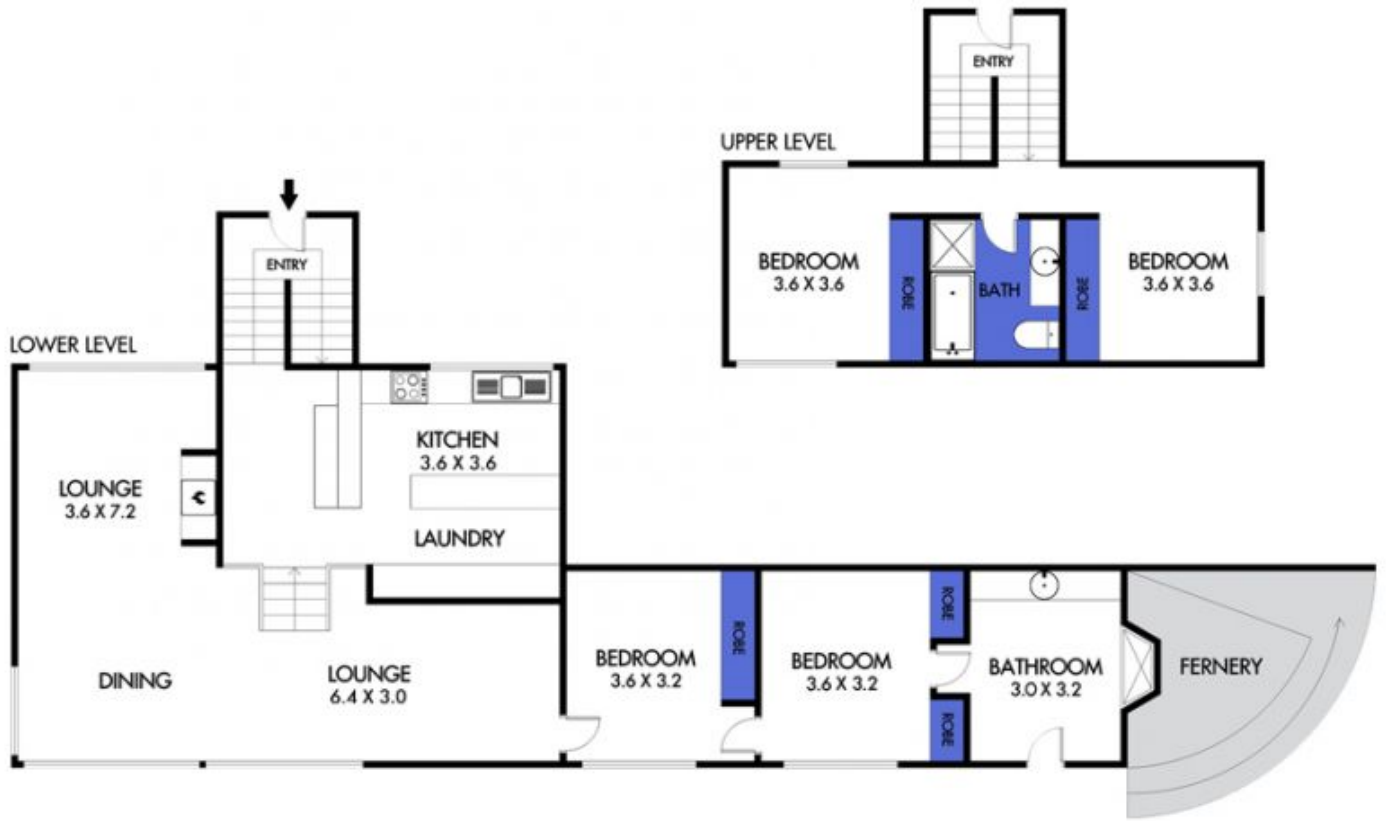 ENTRY
UPPER LEVEL
BEDROOM
3.6 X 3.6
ROBE
BATH
ROBE
BEDROOM
3.6 X 3.6
ENTRY
LOWER LEVEL
LOUNGE
3.6 X 7.2
KITCHEN
3.6 X 3.6
LAUNDRY
DINING
LOUNGE
6.4 X 3.0
BEDROOM
3.6 X 3.2
ROBE
BEDROOM
3.6 X 3.2
ROBE
ROBE
BATHROOM
3.0 X 3.2
FERNERY